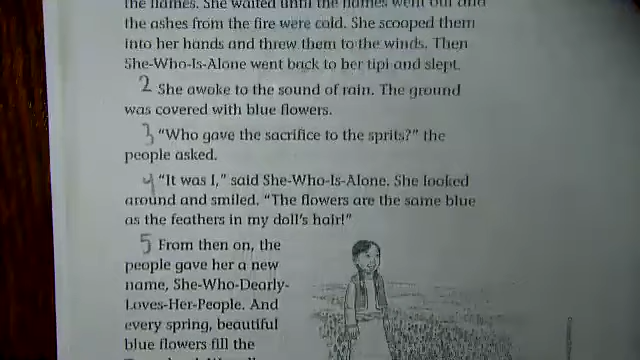 the flames. She waited until the flames went out and
the ashes from the fire were cold. She scooped them
into her hands and threw them to the winds. Then
She-Who-Is-Alone went back to her tipi and slept.
2 She awoke to the sound of rain. The ground
was covered with blue flowers.
3 “Who gave the sacrifice to the sprits?” the
people asked.
4 “It was I,” said She-Who-Is-Alone. She looked
around and smiled. “The flowers are the same blue
as the feathers in my doll’s hair!”
5 From then on, the
people gave her a new
name, She-Who-Dearly-
Loves-Her-People. And
every spring, beautiful
blue flowers fill the